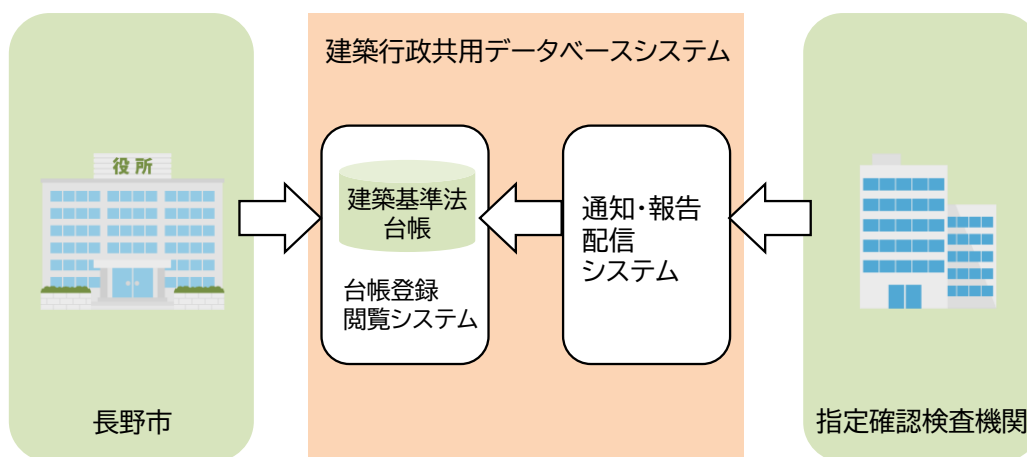 建築行政共用データベースシステム
役所
建築基準法
台帳
台帳登録
閲覧システム
通知・報告
配信
システム
長野市
指定確認検査機関